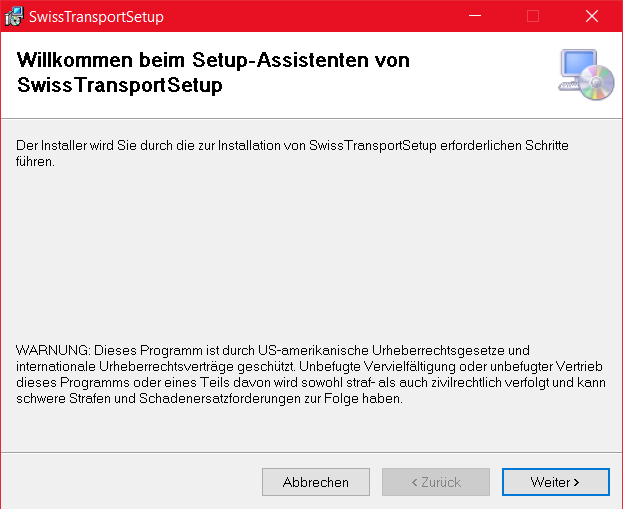 SwissTransportSetup
Willkommen beim Setup-Assistenten von
SwissTransportSetup
Der Installer wird Sie durch die zur Installation von SwissTransportSetup erforderlichen Schritte
führen.
WARNUNG: Dieses Programm ist durch US-amerikanische Urheberrechtsgesetze und
internationale Urheberrechtsverträge geschützt. Unbefugte Vervielfältigung oder unbefugter Vertrieb
dieses Programms oder eines Teils davon wird sowohl straf- als auch zivilrechtlich verfolgt und kann
schwere Strafen und Schadenersatzforderungen zur Folge haben.
Abbrechen < Zurück Weiter >